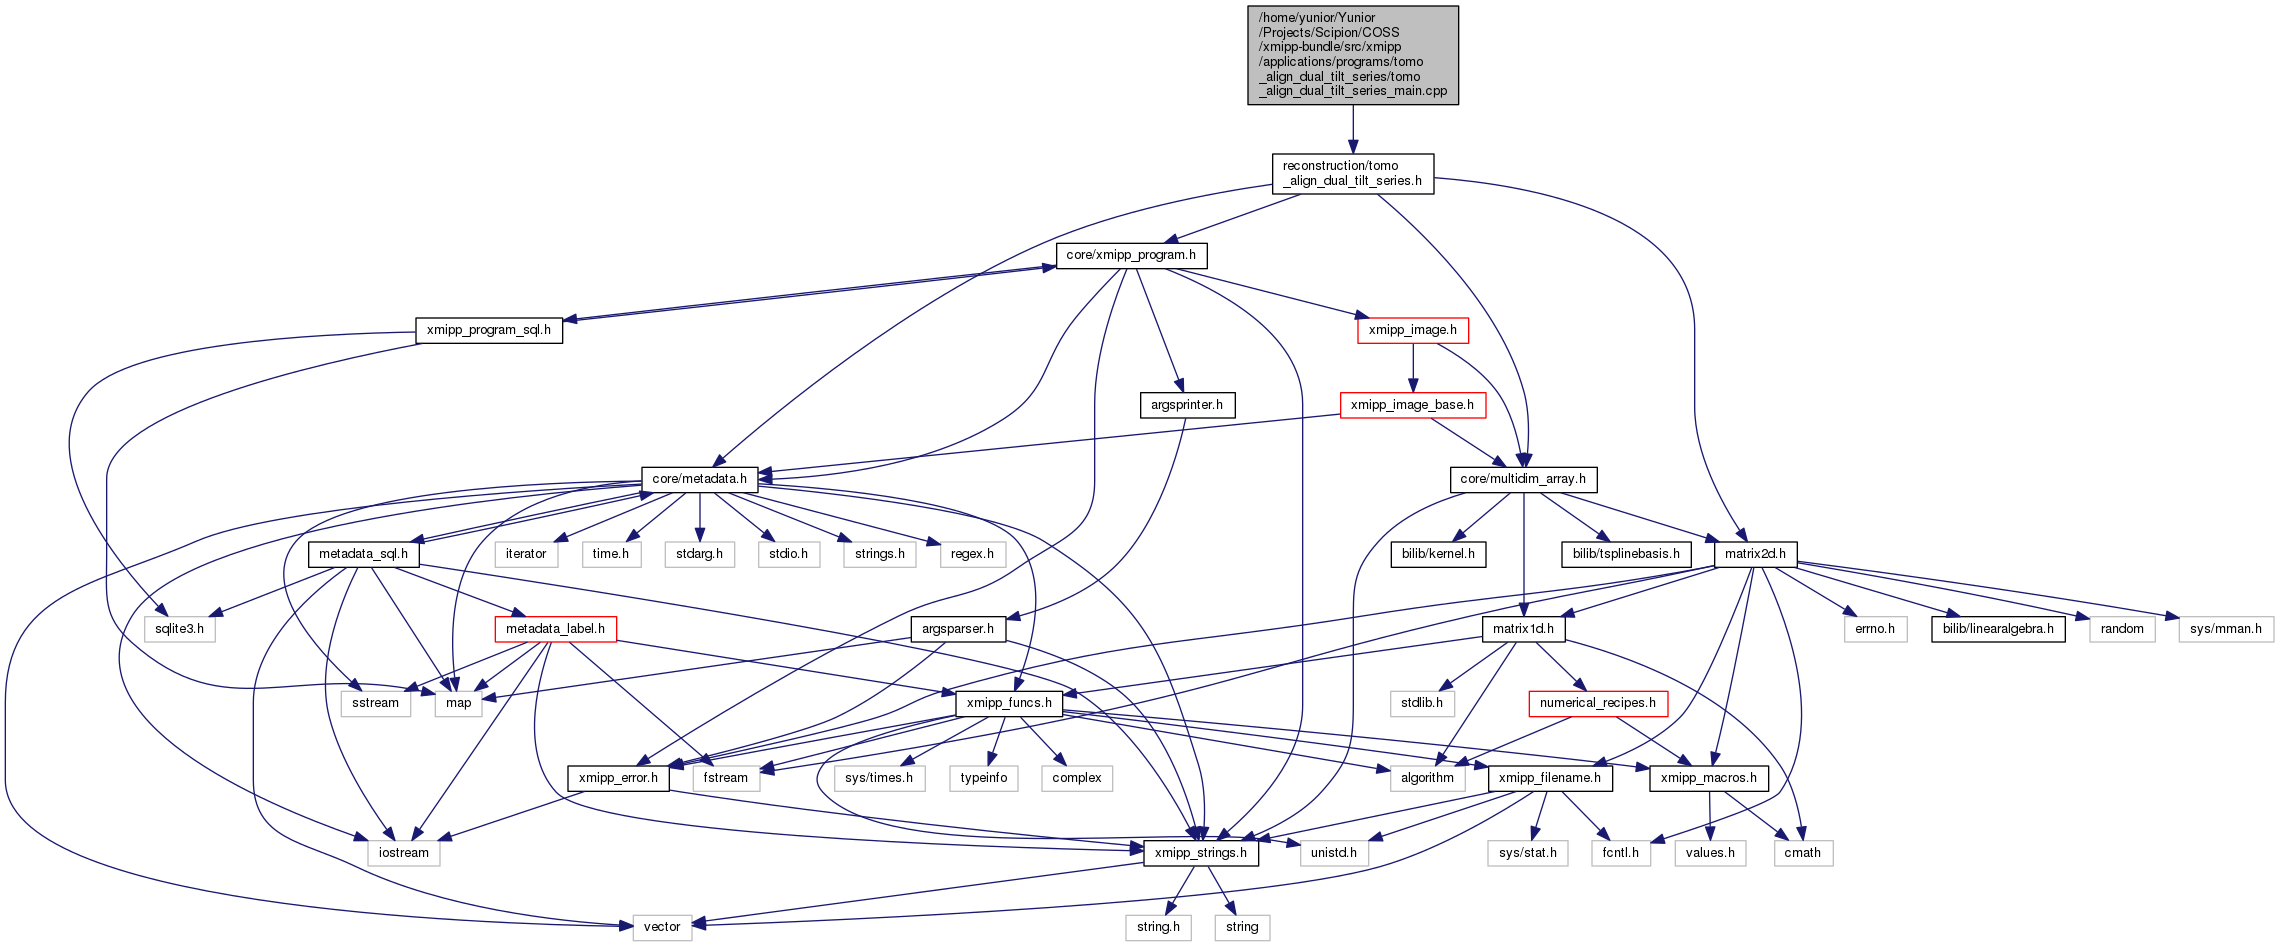 /home/yunior/Yunior
/Projects/Scipion/COSS
/xmipp-bundle/src/xmipp
/applications/programs/tomo
_align_dual_tilt_series/tomo
_align_dual_tilt_series_main.cpp
reconstruction/tomo
_align_dual_tilt_series.h
core/xmipp_program.h
xmipp_program_sql.h
xmipp_image.h
argsprinter.h
xmipp_image_base.h
core/metadata.h
core/multidim_array.h
metadata_sql.h
iterator
time.h
stdarg.h
stdio.h
strings.h
regex.h
bilib/kernel.h
bilib/tsplinebasis.h
matrix2d.h
sqlite3.h
metadata_label.h
argsparser.h
matrix1d.h
errno.h
bilib/linearalgebra.h
random
sys/mman.h
sstream
map
xmipp_funcs.h
stdlib.h
numerical_recipes.h
xmipp_error.h
fstream
sys/times.h
typeinfo
complex
algorithm
xmipp_filename.h
xmipp_macros.h
iostream
xmipp_strings.h
unistd.h
sys/stat.h
fcntl.h
values.h
cmath
vector
string.h
string